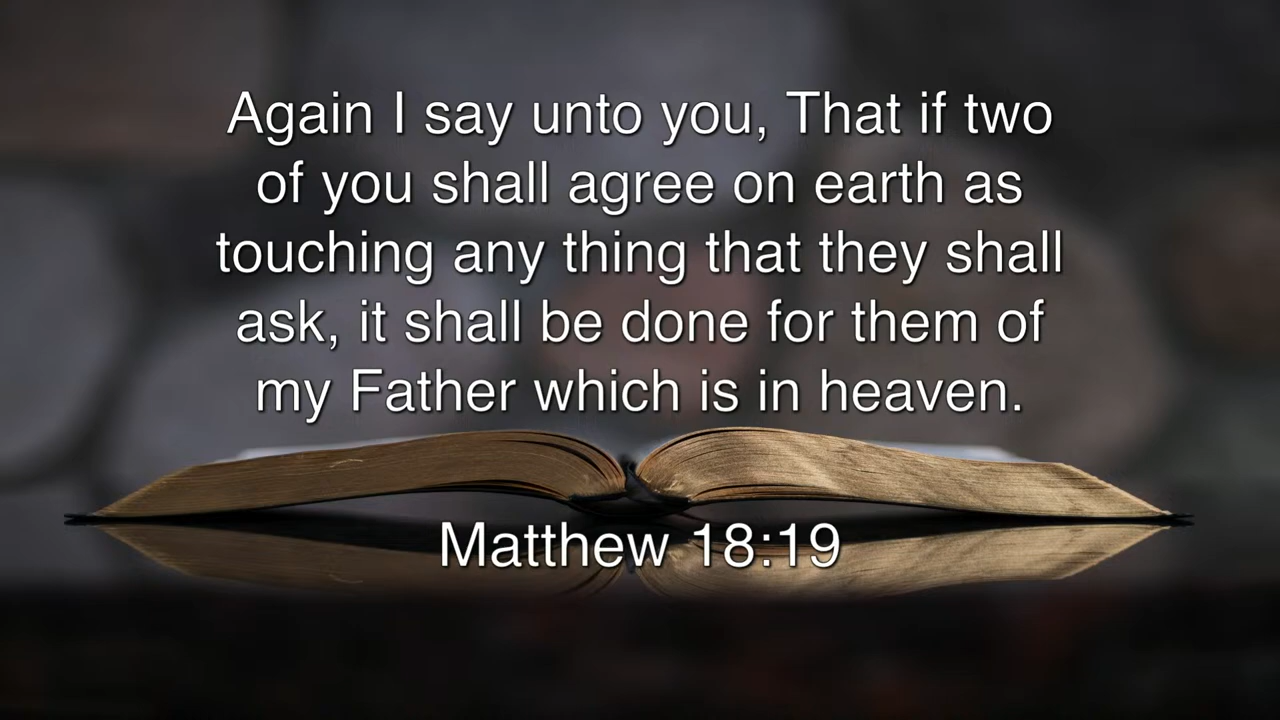 Again I say unto you, That if two
of you shall agree on earth as
touching any thing that they shall
ask, it shall be done for them of
my Father which is in heaven.
Matthew 18:19